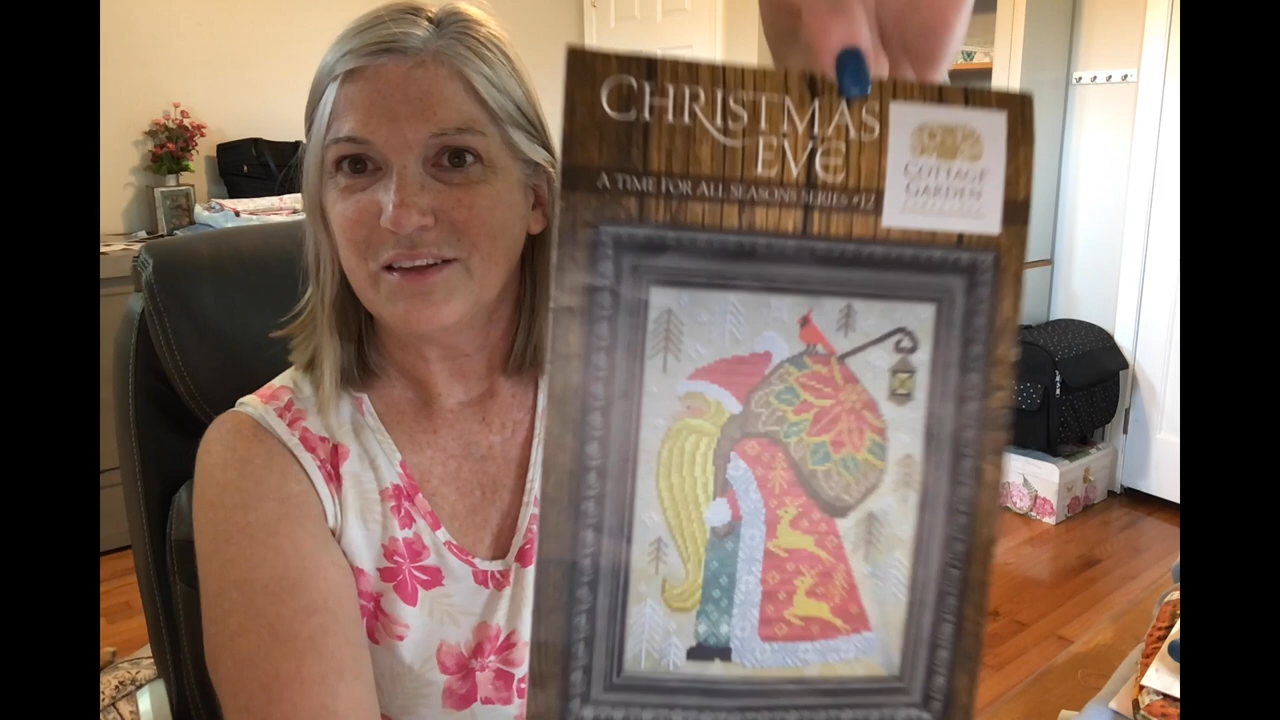 CHRISTMAS
EVE
A TIME FOR ALL SEASONS SERIES #12
COTTAGE
GARDEN